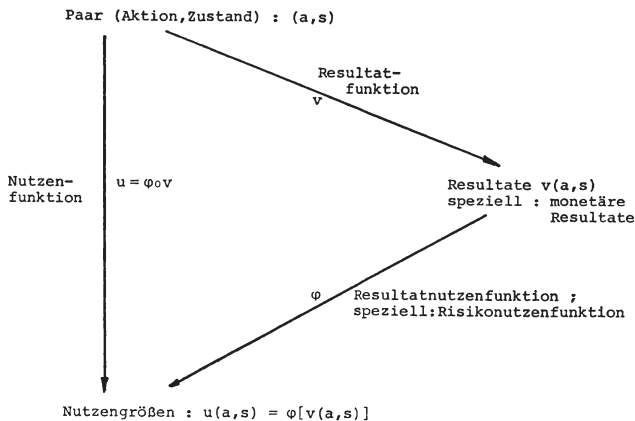 Paar (Aktion,Zustand) : (a,s)
Resultat-
funktion
v
Nutzen-
funktion
u = φ∘v
Resultate v(a,s)
speziell : monetäre
Resultate
φ
Resultatnutzenfunktion ;
speziell:Risikonutzenfunktion
Nutzengrößen : u(a,s) = φ[v(a,s)]